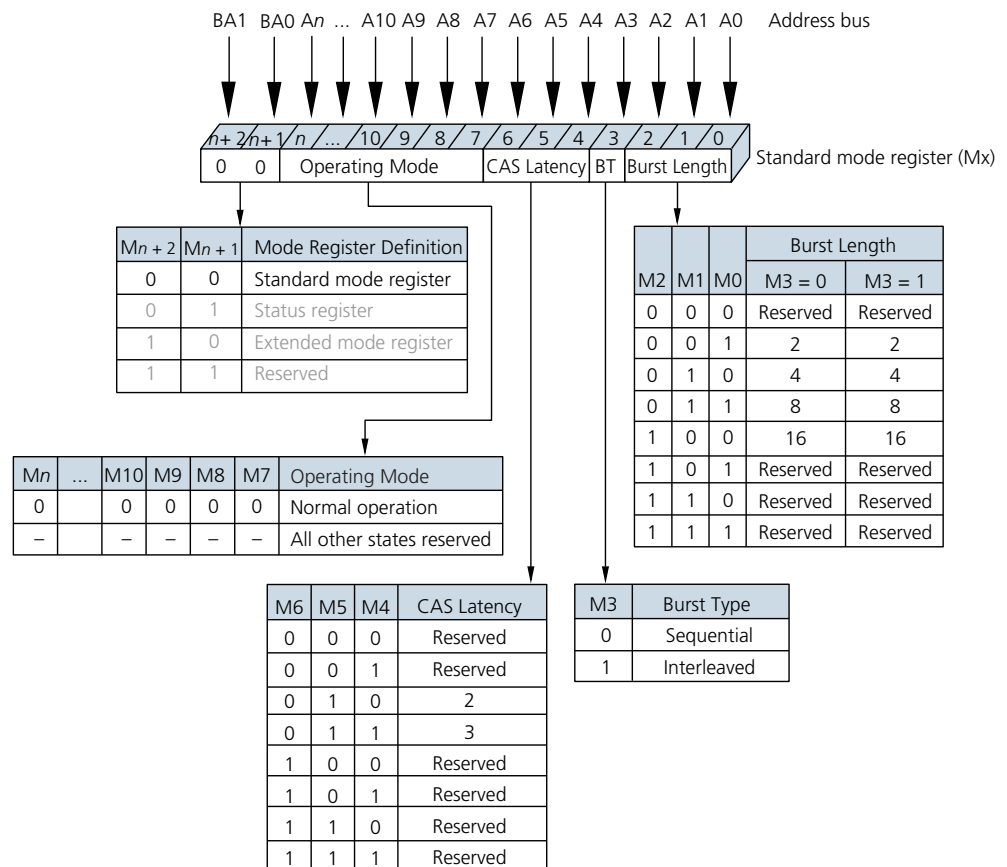 BA1 BA0 An ... A10 A9 A8 A7 A6 A5 A4 A3 A2 A1 A0 Address bus
n + 2 n + 1 n ... 10 9 8 7 6 5 4 3 2 1 0
Standard mode register (Mx)
0 0 Operating Mode CAS Latency BT Burst Length
Mn + 2 Mn + 1 Mode Register Definition
0 0 Standard mode register
0 1 Status register
1 0 Extended mode register
1 1 Reserved
Burst Length
M2 M1 M0 M3 = 0 M3 = 1
0 0 0 Reserved Reserved
0 0 1 2 2
0 1 0 4 4
0 1 1 8 8
1 0 0 16 16
1 0 1 Reserved Reserved
1 1 0 Reserved Reserved
1 1 1 Reserved Reserved
Mn ... M10 M9 M8 M7 Operating Mode
0 0 0 0 0 Normal operation
– – – – – All other states reserved
M6 M5 M4 CAS Latency
0 0 0 Reserved
0 0 1 Reserved
0 1 0 2
0 1 1 3
1 0 0 Reserved
1 0 1 Reserved
1 1 0 Reserved
1 1 1 Reserved
M3 Burst Type
0 Sequential
1 Interleaved